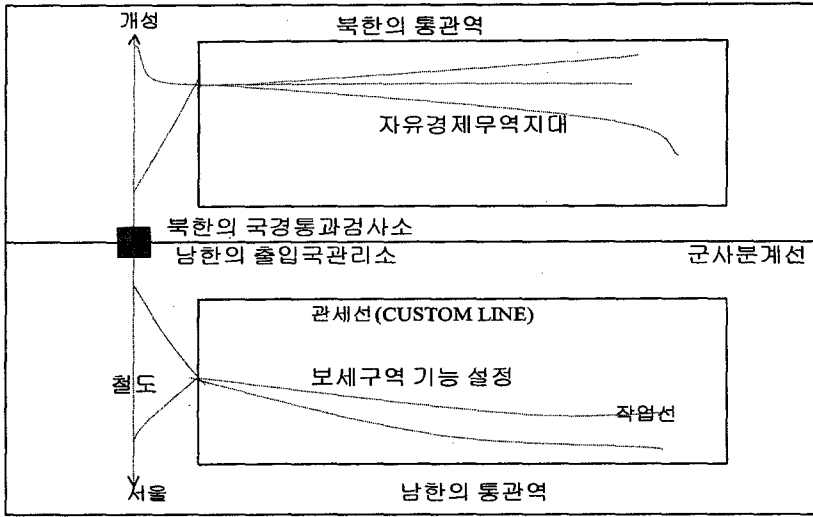 개성
북한의 통관역
자유경제무역지대
북한의 국경통과검사소
남한의 출입국관리소
군사분계선
관세선(CUSTOM LINE)
보세구역 기능 설정
철도
작업선
서울
남한의 통관역